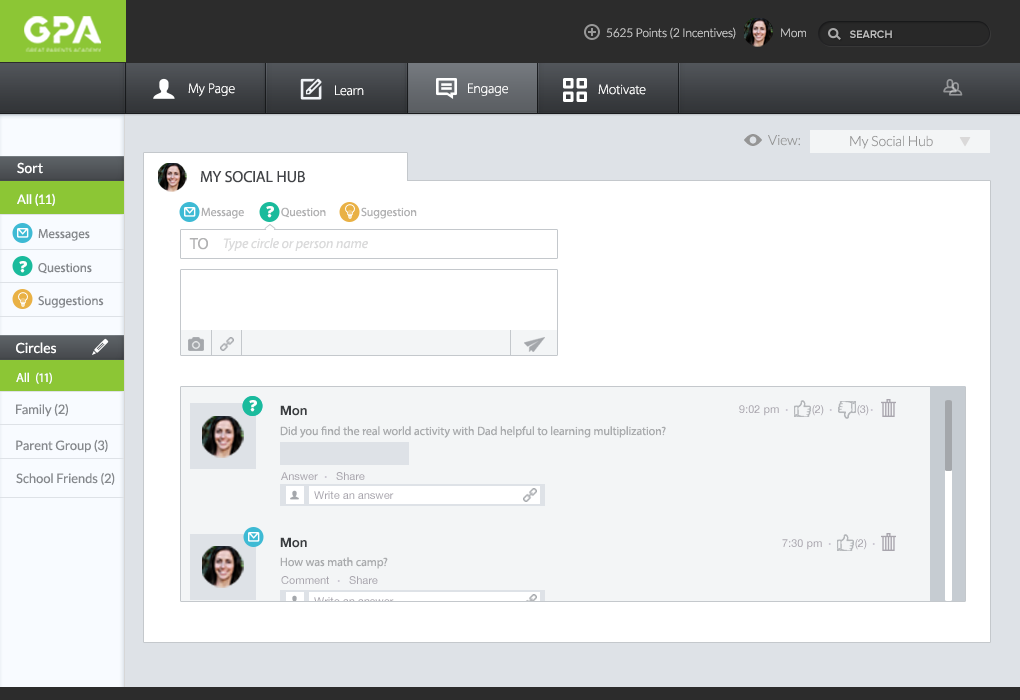 GPA
GREAT PARENTS ACADEMY
5625 Points (2 Incentives)
Mom
SEARCH
My Page
Learn
Engage
Motivate
View:
My Social Hub
Sort
All (11)
Messages
Questions
Suggestions
Circles
All (11)
Family (2)
Parent Group (3)
School Friends (2)
MY SOCIAL HUB
Message
Question
Suggestion
TO Type circle or person name
Mon
9:02 pm · (2) · (3) ·
Did you find the real world activity with Dad helpful to learning multiplization?
Answer · Share
Write an answer
Mon
7:30 pm · (2) ·
How was math camp?
Comment · Share
Write an answer